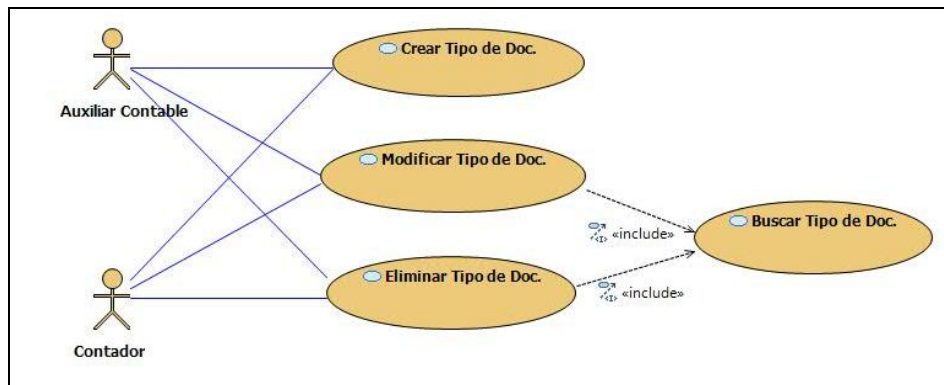 Crear Tipo de Doc.
Auxiliar Contable
Modificar Tipo de Doc.
«include»
Buscar Tipo de Doc.
Eliminar Tipo de Doc.
«include»
Contador